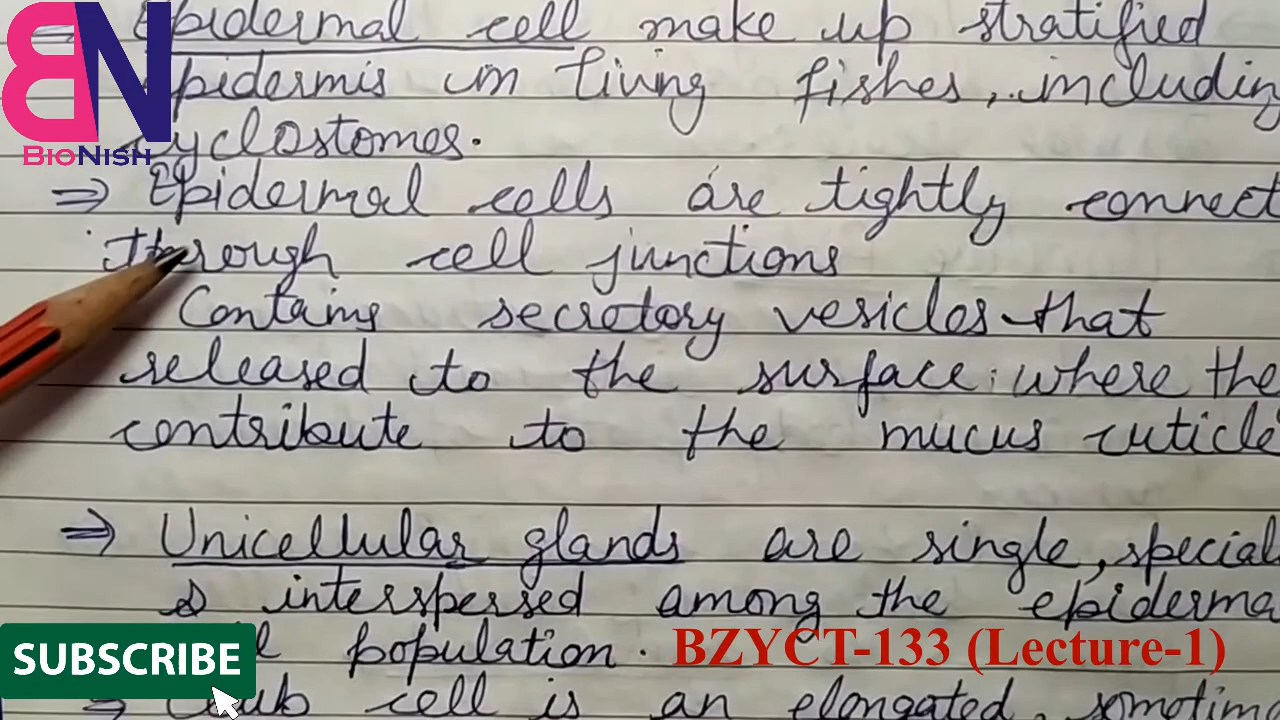 ⇒ Epidermal cell make up stratified
epidermis in living fishes, including
cyclostomes.
⇒ Epidermal cells are tightly connect
through cell junctions
Contains secretory vesicles that
released to the surface; where the
contribute to the mucus cuticle
⇒ Unicellular glands are single, special
interspersed among the epiderma
population.
⇒ Club cell is an elongated, sometim
BN
BIONISH
SUBSCRIBE
BZYCT-133 (Lecture-1)